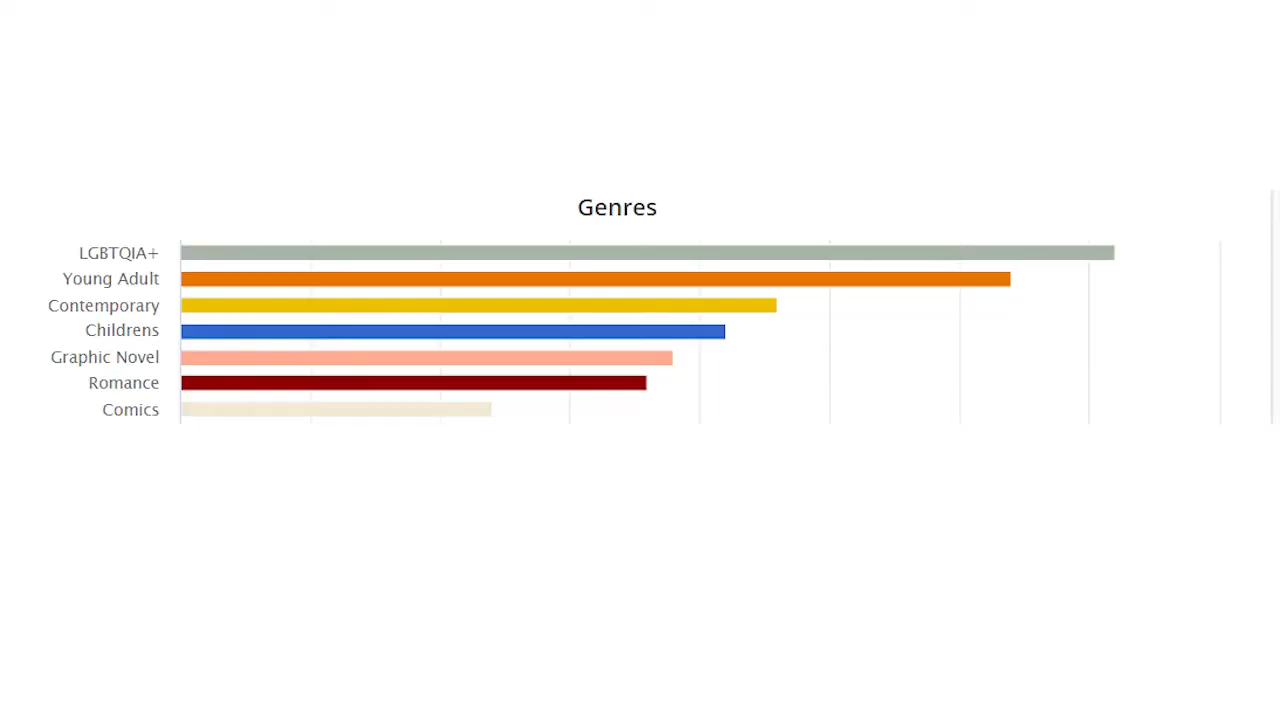 Genres
LGBTQIA+
Young Adult
Contemporary
Childrens
Graphic Novel
Romance
Comics